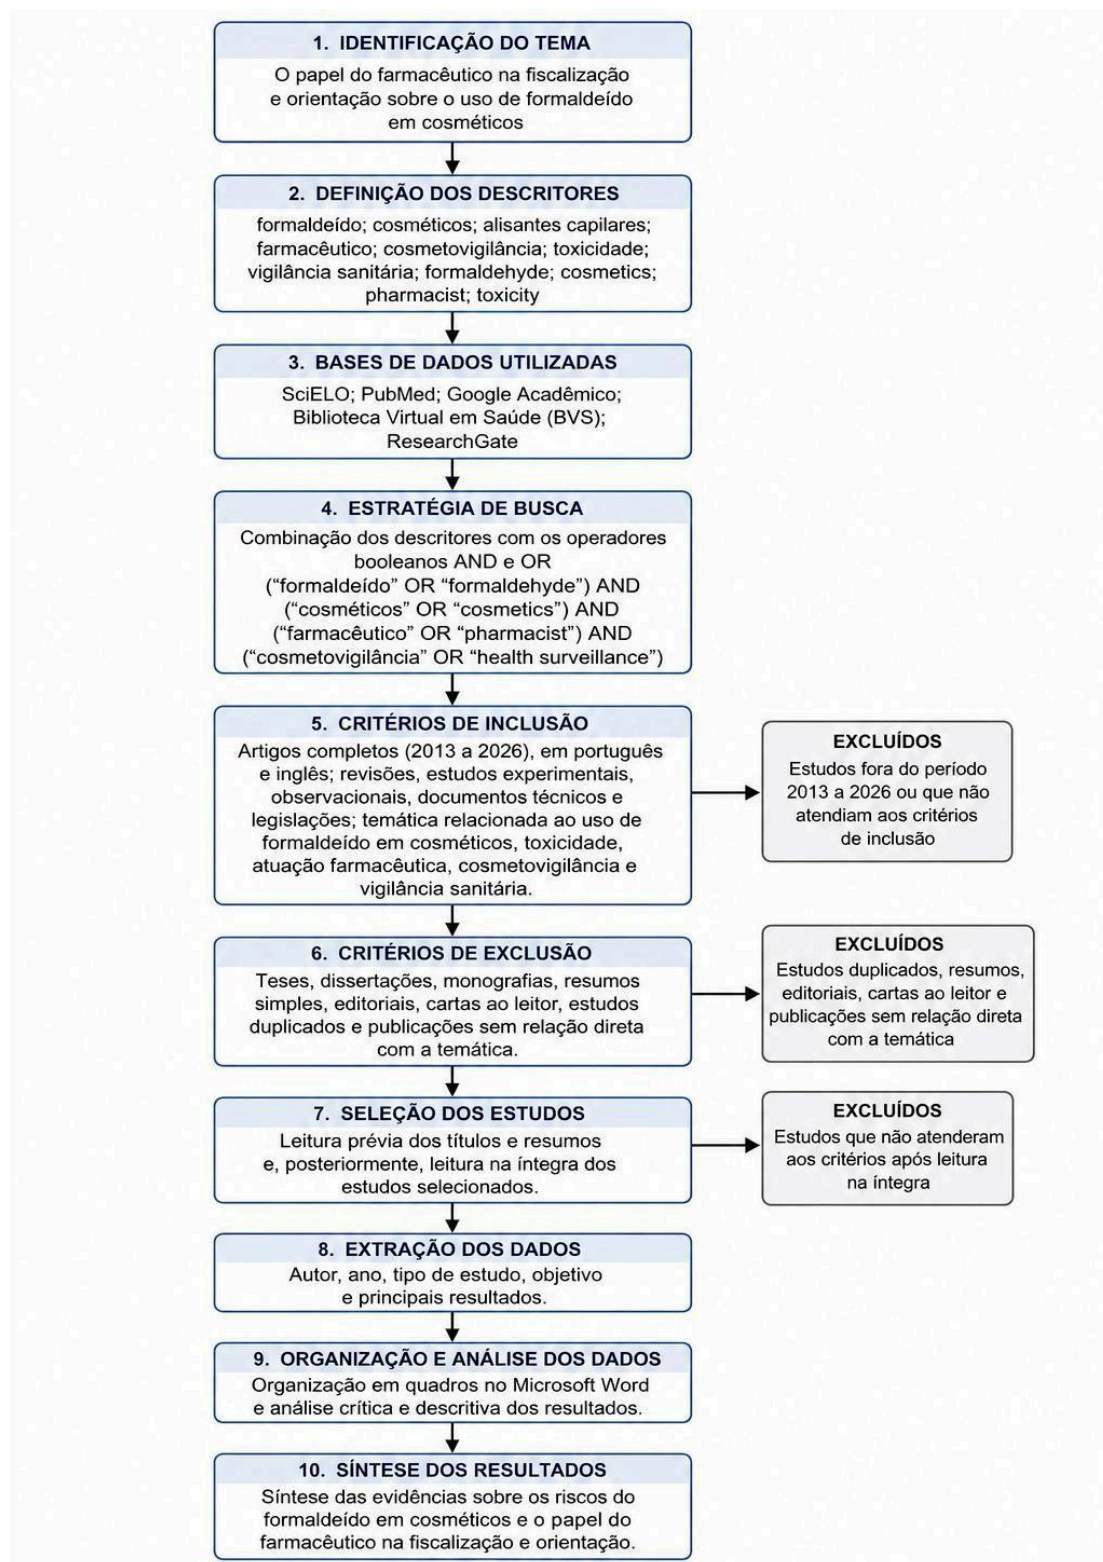 1. IDENTIFICAÇÃO DO TEMA
O papel do farmacêutico na fiscalização
e orientação sobre o uso de formaldeído
em cosméticos
2. DEFINIÇÃO DOS DESCRITORES
formaldeído; cosméticos; alisantes capilares;
farmacêutico; cosmetovigilância; toxicidade;
vigilância sanitária; formaldehyde; cosmetics;
pharmacist; toxicity
3. BASES DE DADOS UTILIZADAS
SciELO; PubMed; Google Acadêmico;
Biblioteca Virtual em Saúde (BVS);
ResearchGate
4. ESTRATÉGIA DE BUSCA
Combinação dos descritores com os operadores
booleanos AND e OR
(“formaldeído” OR “formaldehyde”) AND
(“cosméticos” OR “cosmetics”) AND
(“farmacêutico” OR “pharmacist”) AND
(“cosmetovigilância” OR “health surveillance”)
5. CRITÉRIOS DE INCLUSÃO
Artigos completos (2013 a 2026), em português
e inglês; revisões, estudos experimentais,
observacionais, documentos técnicos e
legislações; temática relacionada ao uso de
formaldeído em cosméticos, toxicidade,
atuação farmacêutica, cosmetovigilância e
vigilância sanitária.
EXCLUÍDOS
Estudos fora do período
2013 a 2026 ou que não
atendiam aos critérios
de inclusão
6. CRITÉRIOS DE EXCLUSÃO
Teses, dissertações, monografias, resumos
simples, editoriais, cartas ao leitor, estudos
duplicados e publicações sem relação direta
com a temática.
EXCLUÍDOS
Estudos duplicados, resumos,
editoriais, cartas ao leitor e
publicações sem relação direta
com a temática
7. SELEÇÃO DOS ESTUDOS
Leitura prévia dos títulos e resumos
e, posteriormente, leitura na íntegra dos
estudos selecionados.
EXCLUÍDOS
Estudos que não atenderam
aos critérios após leitura
na íntegra
8. EXTRAÇÃO DOS DADOS
Autor, ano, tipo de estudo, objetivo
e principais resultados.
9. ORGANIZAÇÃO E ANÁLISE DOS DADOS
Organização em quadros no Microsoft Word
e análise crítica e descritiva dos resultados.
10. SÍNTESE DOS RESULTADOS
Síntese das evidências sobre os riscos do
formaldeído em cosméticos e o papel do
farmacêutico na fiscalização e orientação.